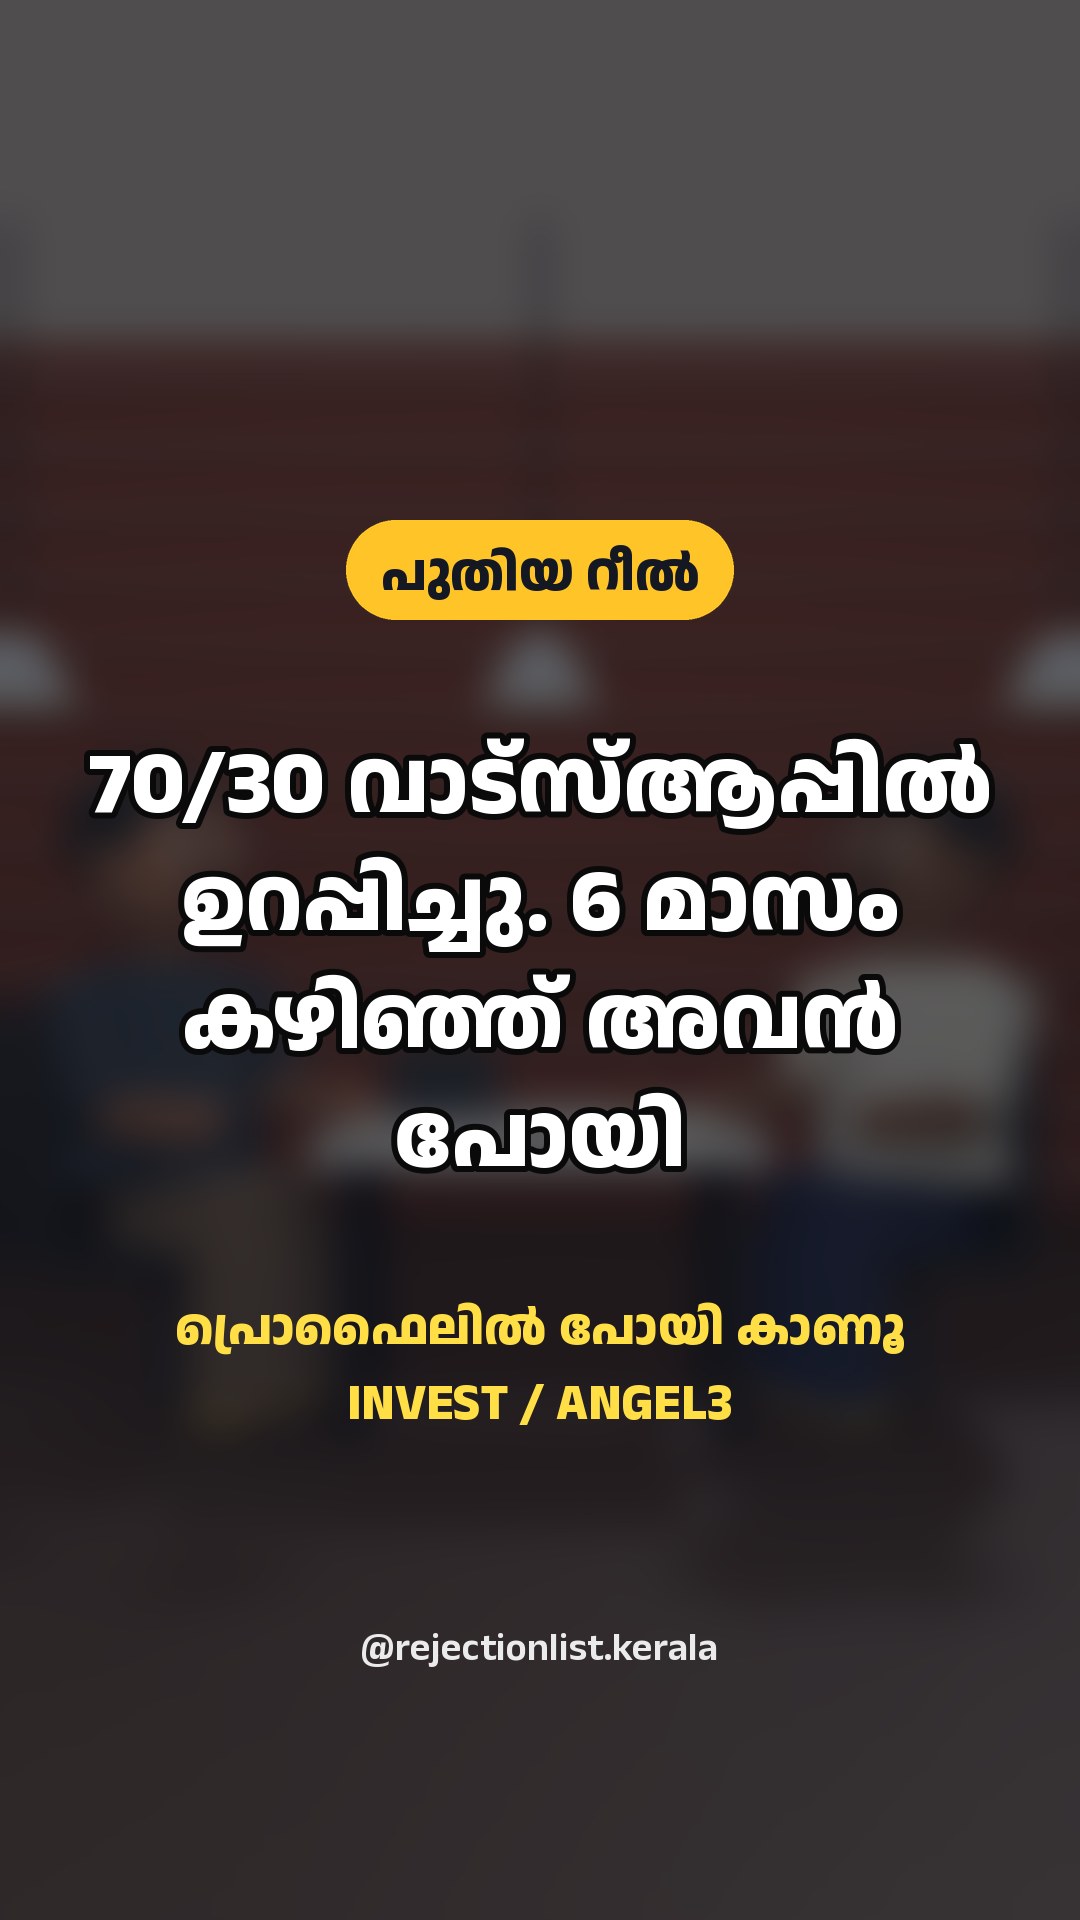 പുതിയ റീൽ
70/30 വാട്സ്ആപ്പിൽ
ഉറപ്പിച്ചു. 6 മാസം
കഴിഞ്ഞ് അവൻ
പോയി
പ്രൊഫൈലിൽ പോയി കാണൂ
INVEST / ANGEL3
@rejectionlist.kerala